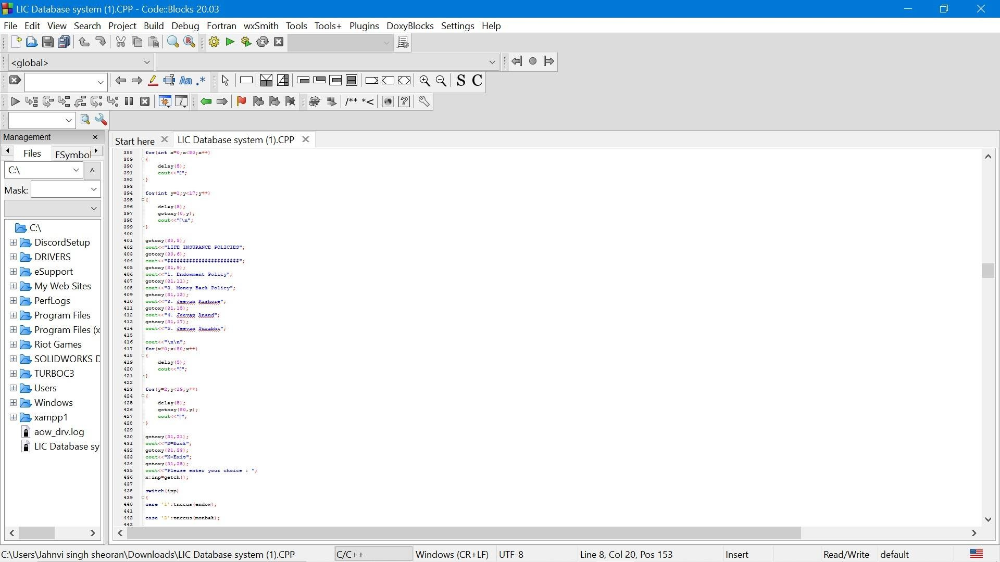 LIC Database system (1).CPP - Code::Blocks 20.03
File Edit View Search Project Build Debug Fortran wxSmith Tools Tools+ Plugins DoxyBlocks Settings Help
<global>
Aa .* S C
/** *<
Management
Start here LIC Database system (1).CPP
Files FSymbol
C:\
Mask:
C:\
DiscordSetup
DRIVERS
eSupport
My Web Sites
PerfLogs
Program Files
Program Files (x
Riot Games
SOLIDWORKS D
TURBOC3
Users
Windows
xampp1
aow_drv.log
LIC Database sy
388 for(int x=0;x<80;x++)
389 {
390 delay(5);
391 cout<<"▯";
392 }
393
394 for(int y=1;y<17;y++)
395 {
396 delay(5);
397 gotoxy(0,y);
398 cout<<"▯\n";
399 }
400
401 gotoxy(30,5);
402 cout<<"LIFE INSURANCE POLICIES";
403 gotoxy(30,6);
404 cout<<"$$$$$$$$$$$$$$$$$$$$$$$";
405 gotoxy(31,9);
406 cout<<"1. Endowment Policy";
407 gotoxy(31,11);
408 cout<<"2. Money Back Policy";
409 gotoxy(31,13);
410 cout<<"3. Jeevan Kishore";
411 gotoxy(31,15);
412 cout<<"4. Jeevan Anand";
413 gotoxy(31,17);
414 cout<<"5. Jeevan Surabhi";
415
416 cout<<"\n\n";
417 for(x=0;x<80;x++)
418 {
419 delay(5);
420 cout<<"▯";
421 }
422
423 for(y=2;y<19;y++)
424 {
425 delay(5);
426 gotoxy(80,y);
427 cout<<"▯";
428 }
429
430 gotoxy(31,21);
431 cout<<"B=Back";
432 gotoxy(31,23);
433 cout<<"X=Exit";
434 gotoxy(31,25);
435 cout<<"Please enter your choice : ";
436 x:inp=getch();
437
438 switch(inp)
439 {
440 case '1':tnccus(endow);
441
442 case '2':tnccus(monbak);
443
C:\Users\Jahnvi singh sheoran\Downloads\LIC Database system (1).CPP C/C++ Windows (CR+LF) UTF-8 Line 8, Col 20, Pos 153 Insert Read/Write default